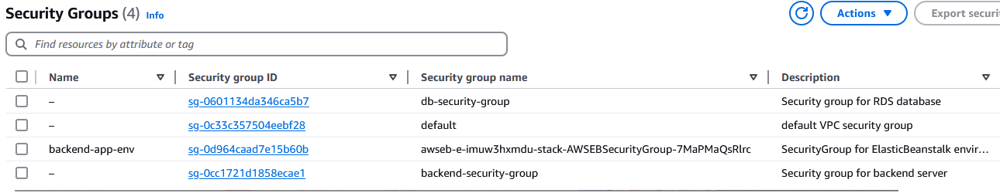 Security Groups (4) Info
Actions
Export securi
Find resources by attribute or tag
Name Security group ID Security group name Description
– sg-0601134da346ca5b7 db-security-group Security group for RDS database
– sg-0c33c357504eebf28 default default VPC security group
backend-app-env sg-0d964caad7e15b60b awseb-e-imuw3hxmdu-stack-AWSEBSecurityGroup-7MaPMaQsRlrc SecurityGroup for ElasticBeanstalk envir...
– sg-0cc1721d1858ecae1 backend-security-group Security group for backend server